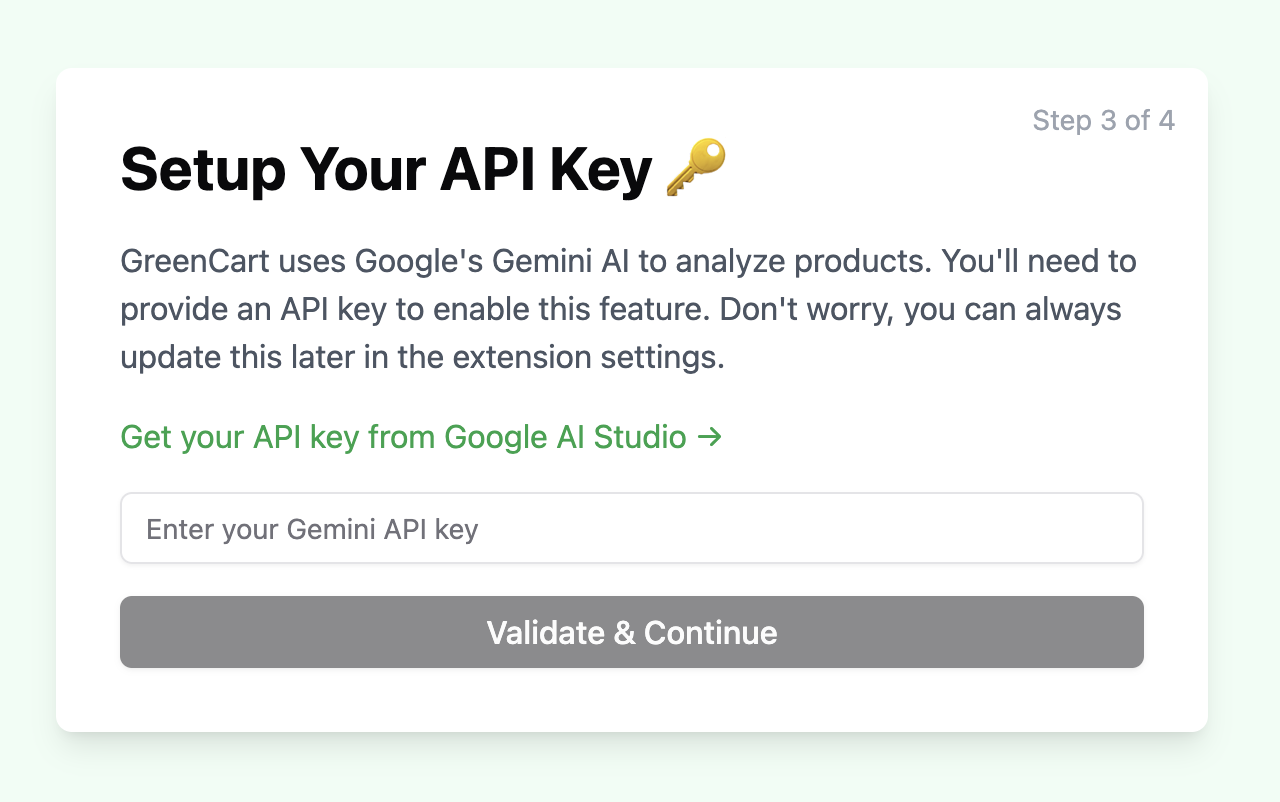 Step 3 of 4
Setup Your API Key 🔑
GreenCart uses Google's Gemini AI to analyze products. You'll need to
provide an API key to enable this feature. Don't worry, you can always
update this later in the extension settings.
Get your API key from Google AI Studio →
Enter your Gemini API key
Validate & Continue